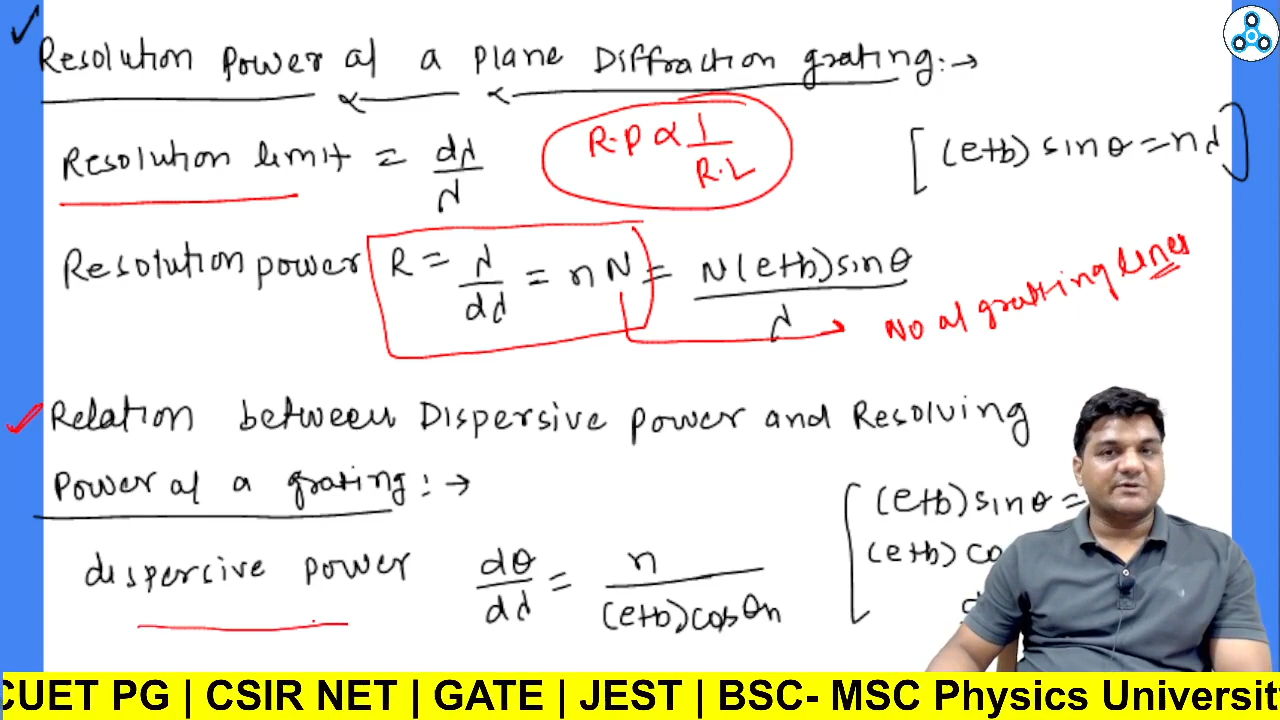 Resolution Power of a plane Diffraction grating:→
Resolution limit = dλ/λ
R.P ∝ 1/R.L
[(e+b) sinθ = nλ]
Resolution power R = λ/dλ = nN = N(e+b)sinθ/λ
No of gratting lines
Relation between Dispersive Power and Resolving
Power of a grating:→
dispersive power dθ/dλ = n/(e+b)cosθn
(e+b)sinθ =
(e+b)
CUET PG | CSIR NET | GATE | JEST | BSC- MSC Physics Universit